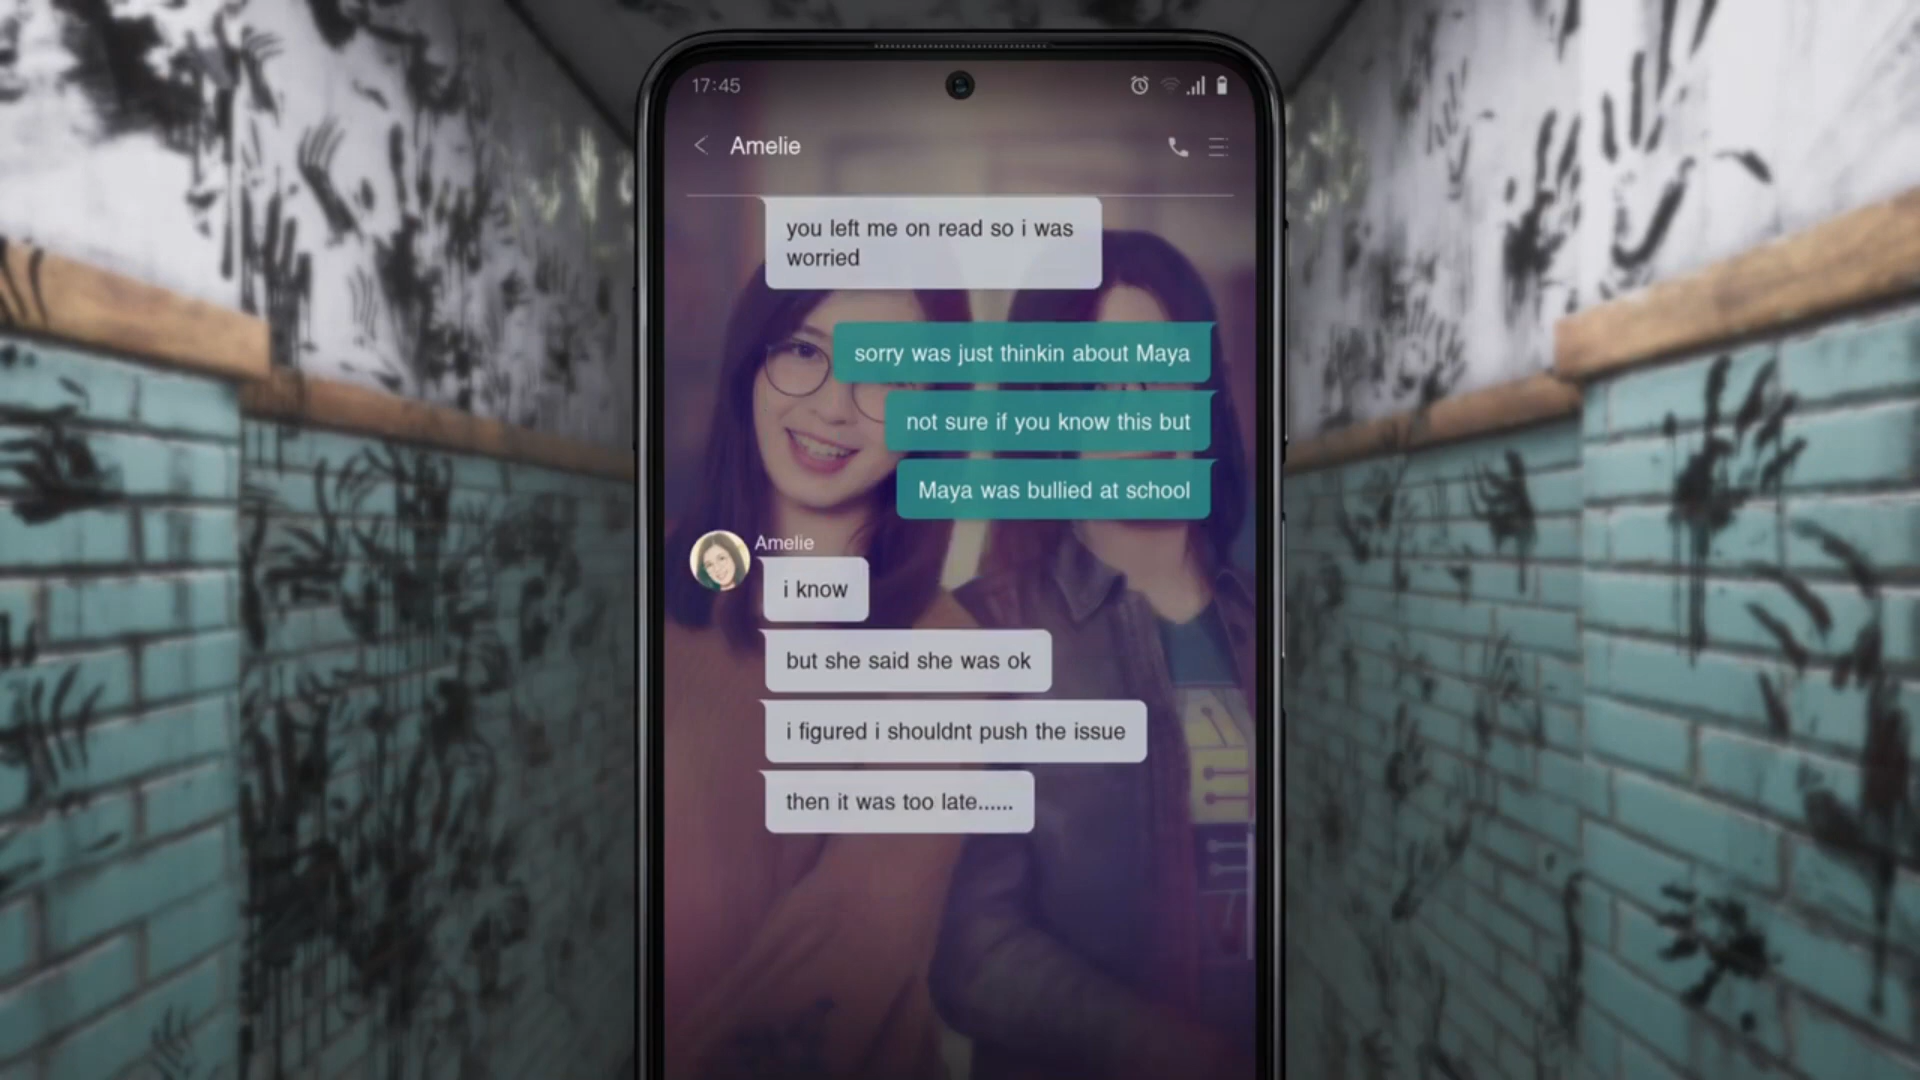 17:45
Amelie
you left me on read so i was
worried
sorry was just thinkin about Maya
not sure if you know this but
Maya was bullied at school
Amelie
i know
but she said she was ok
i figured i shouldnt push the issue
then it was too late......